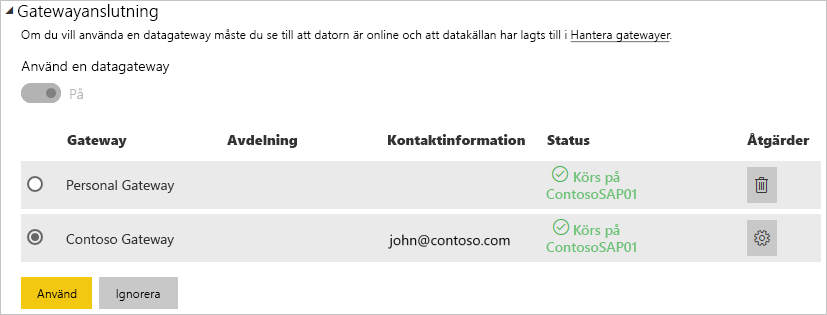 Gatewayanslutning
Om du vill använda en datagateway måste du se till att datorn är online och att datakällan har lagts till i Hantera gatewayer.
Använd en datagateway
På
Gateway Avdelning Kontaktinformation Status Åtgärder
Personal Gateway
Körs på
ContosoSAP01
Contoso Gateway john@contoso.com
Körs på
ContosoSAP01
Använd Ignorera